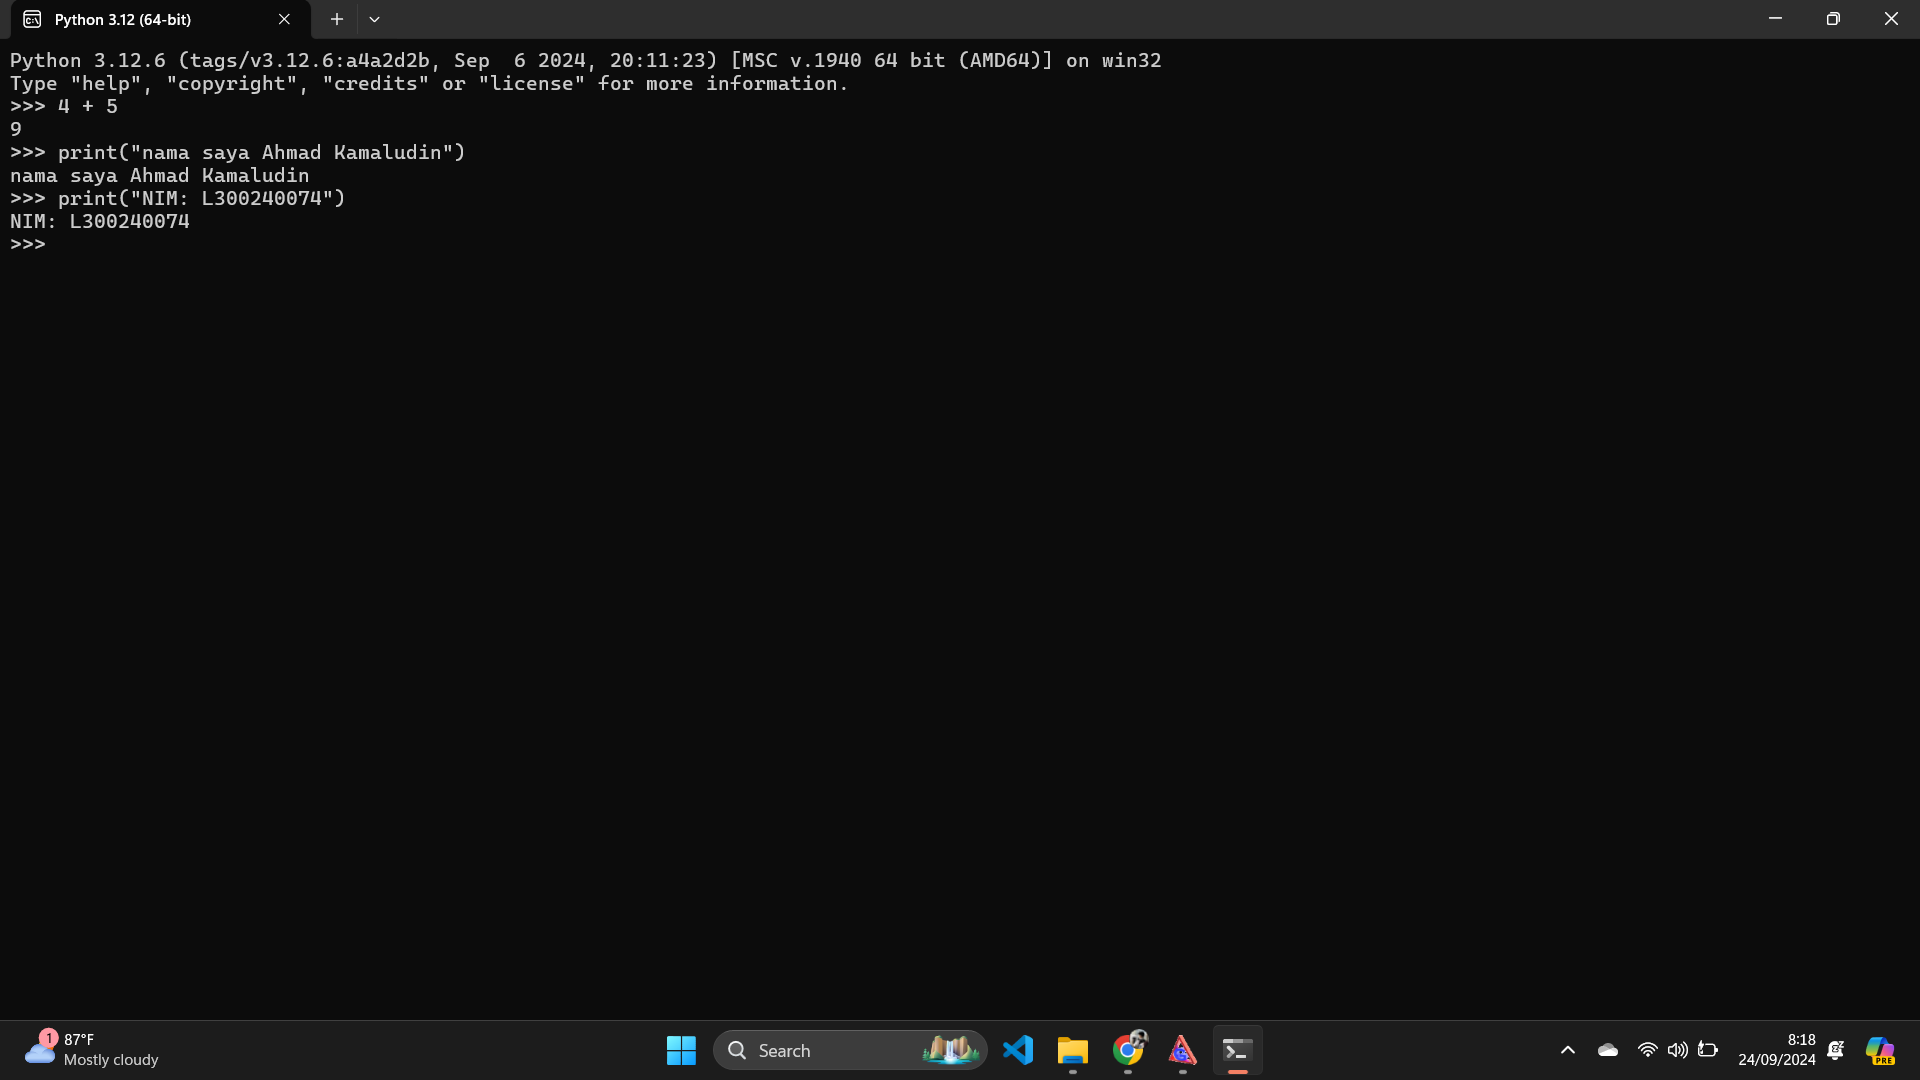 Python 3.12 (64-bit)
Python 3.12.6 (tags/v3.12.6:a4a2d2b, Sep  6 2024, 20:11:23) [MSC v.1940 64 bit (AMD64)] on win32
Type "help", "copyright", "credits" or "license" for more information.
>>> 4 + 5
9
>>> print("nama saya Ahmad Kamaludin")
nama saya Ahmad Kamaludin
>>> print("NIM: L300240074")
NIM: L300240074
>>>
1
87°F
Mostly cloudy
Search
8:18
24/09/2024
PRE